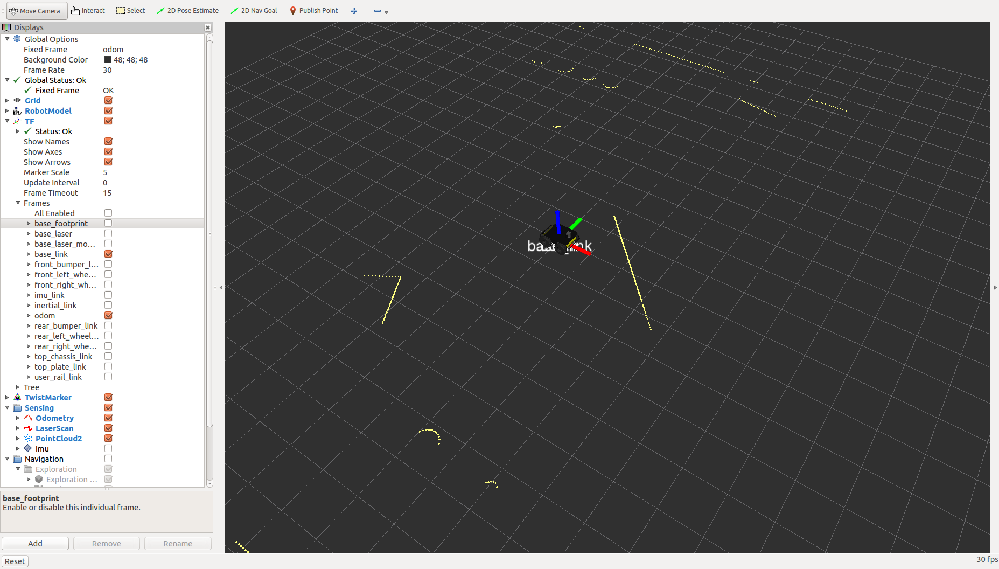 Move Camera Interact Select 2D Pose Estimate 2D Nav Goal Publish Point
Displays
Global Options
Fixed Frame odom
Background Color 48; 48; 48
Frame Rate 30
Global Status: Ok
Fixed Frame OK
Grid
RobotModel
TF
Status: Ok
Show Names
Show Axes
Show Arrows
Marker Scale 5
Update Interval 0
Frame Timeout 15
Frames
All Enabled
base_footprint
base_laser
base_laser_mo...
base_link
front_bumper_l...
front_left_whe...
front_right_wh...
imu_link
inertial_link
odom
rear_bumper_link
rear_left_wheel...
rear_right_whe...
top_chassis_link
top_plate_link
user_rail_link
Tree
TwistMarker
Sensing
Odometry
LaserScan
PointCloud2
Imu
Navigation
Exploration
Exploration ...
base_footprint
Enable or disable this individual frame.
Add Remove Rename
Reset
30 fps